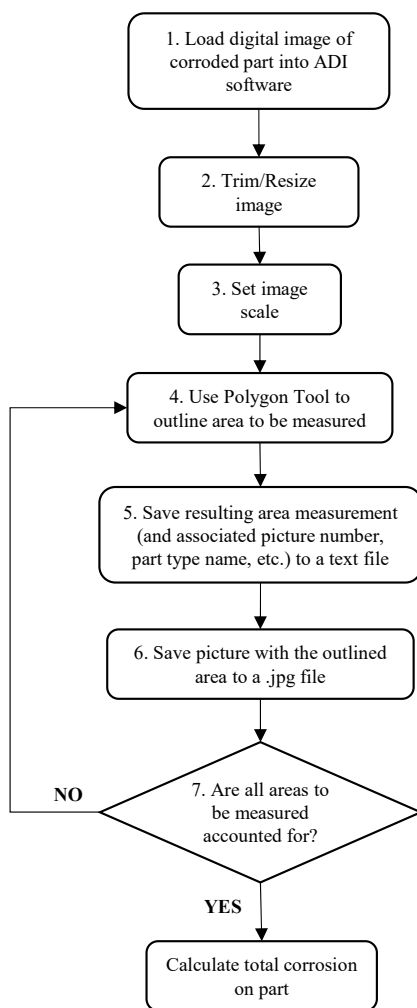 1. Load digital image of
corroded part into ADI
software
2. Trim/Resize
image
3. Set image
scale
4. Use Polygon Tool to
outline area to be measured
5. Save resulting area measurement
(and associated picture number,
part type name, etc.) to a text file
6. Save picture with the outlined
area to a .jpg file
NO
7. Are all areas to
be measured
accounted for?
YES
Calculate total corrosion
on part